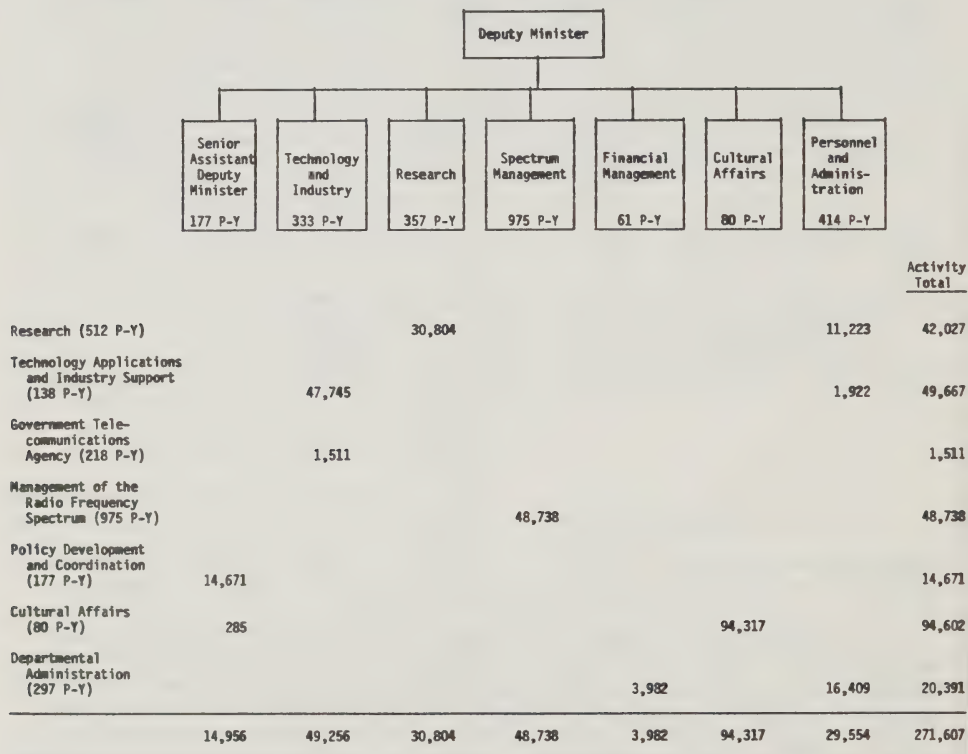 Deputy Minister
Senior
Assistant
Deputy
Minister
177 P-Y
Technology
and
Industry
333 P-Y
Research
357 P-Y
Spectrum
Management
975 P-Y
Financial
Management
61 P-Y
Cultural
Affairs
80 P-Y
Personnel
and
Adminis-
tration
414 P-Y
Activity
Total
Research (512 P-Y) 30,804 11,223 42,027
Technology Applications
and Industry Support
(138 P-Y) 47,745 1,922 49,667
Government Tele-
communications
Agency (218 P-Y) 1,511 1,511
Management of the
Radio Frequency
Spectrum (975 P-Y) 48,738 48,738
Policy Development
and Coordination
(177 P-Y) 14,671 14,671
Cultural Affairs
(80 P-Y) 285 94,317 94,602
Departmental
Administration
(297 P-Y) 3,982 16,409 20,391
14,956 49,256 30,804 48,738 3,982 94,317 29,554 271,607